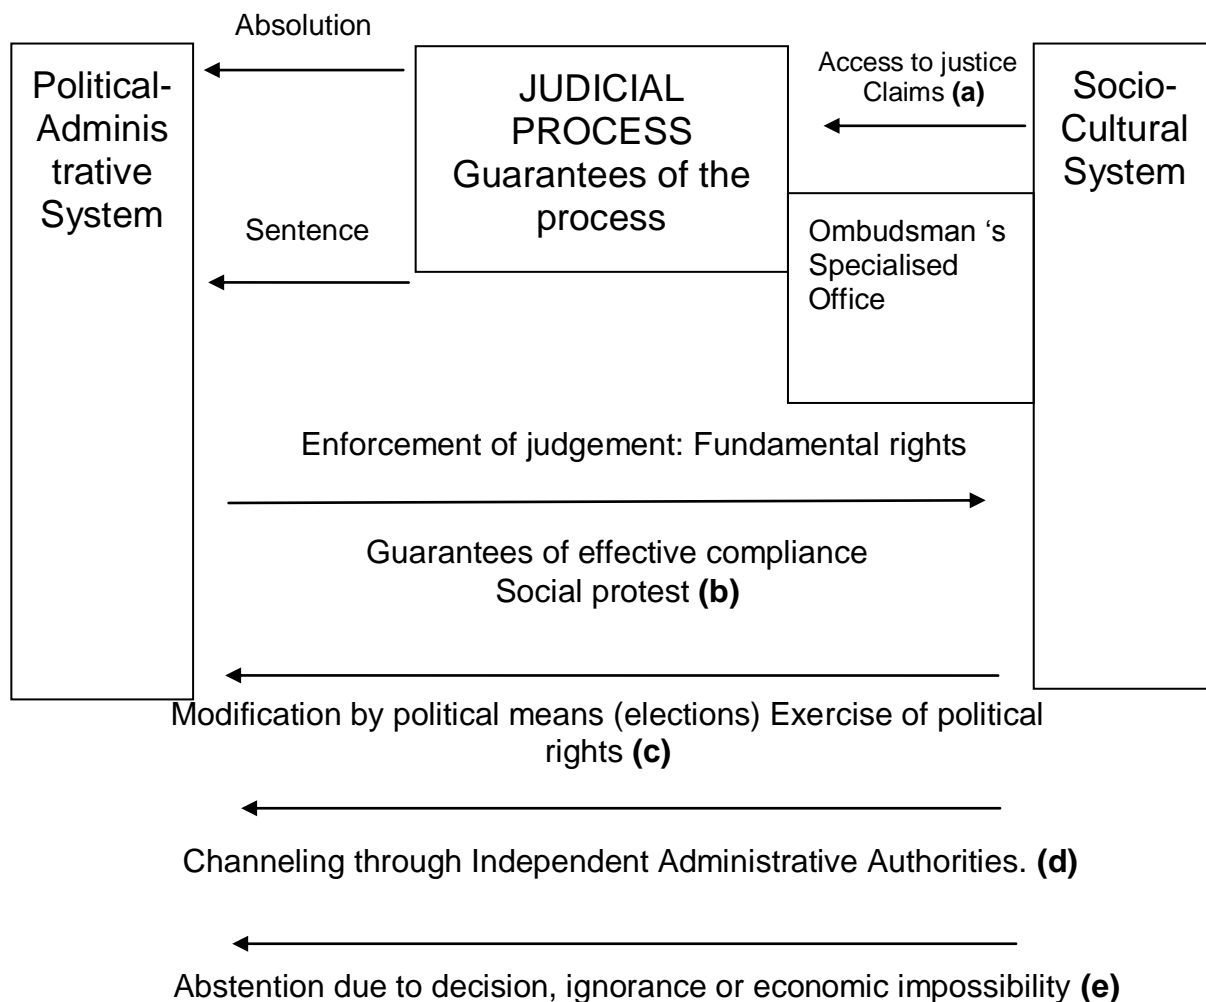 Absolution
Political-
Adminis
trative
System
JUDICIAL
PROCESS
Guarantees of the
process
Access to justice
Claims (a)
Socio-
Cultural
System
Sentence
Ombudsman ‘s
Specialised
Office
Enforcement of judgement: Fundamental rights
Guarantees of effective compliance
Social protest (b)
Modification by political means (elections) Exercise of political
rights (c)
Channeling through Independent Administrative Authorities. (d)
Abstention due to decision, ignorance or economic impossibility (e)